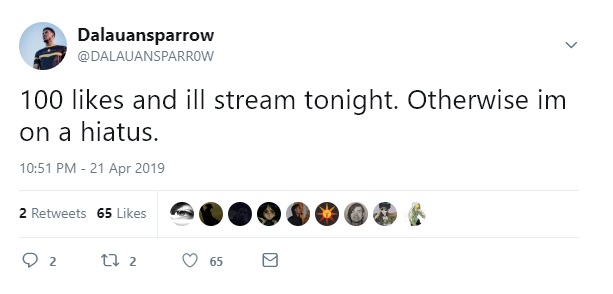 Dalauansparrow
@DALAUANSPARR0W
100 likes and ill stream tonight. Otherwise im
on a hiatus.
10:51 PM - 21 Apr 2019
2 Retweets 65 Likes
2 2 65